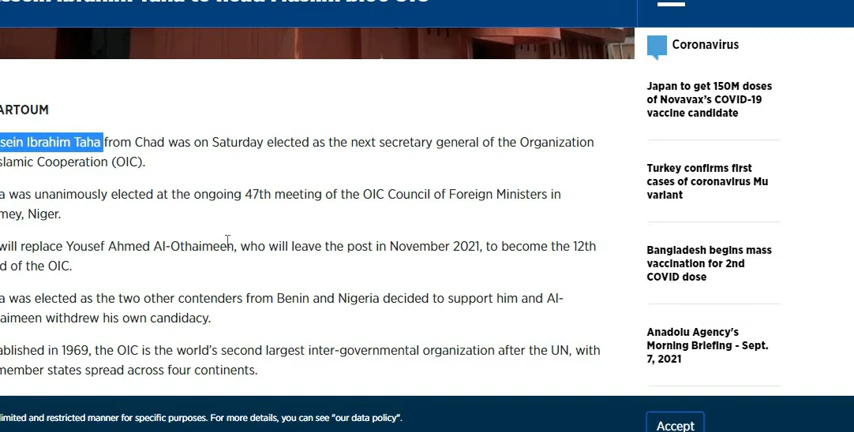 Coronavirus
ARTOUM
sein Ibrahim Taha from Chad was on Saturday elected as the next secretary general of the Organization
slamic Cooperation (OIC).
a was unanimously elected at the ongoing 47th meeting of the OIC Council of Foreign Ministers in
mey, Niger.
will replace Yousef Ahmed Al-Othaimeen, who will leave the post in November 2021, to become the 12th
d of the OIC.
a was elected as the two other contenders from Benin and Nigeria decided to support him and Al-
aimeen withdrew his own candidacy.
ablished in 1969, the OIC is the world's second largest inter-governmental organization after the UN, with
member states spread across four continents.
Japan to get 150M doses
of Novavax's COVID-19
vaccine candidate
Turkey confirms first
cases of coronavirus Mu
variant
Bangladesh begins mass
vaccination for 2nd
COVID dose
Anadolu Agency's
Morning Briefing - Sept.
7, 2021
limited and restricted manner for specific purposes. For more details, you can see "our data policy".
Accept